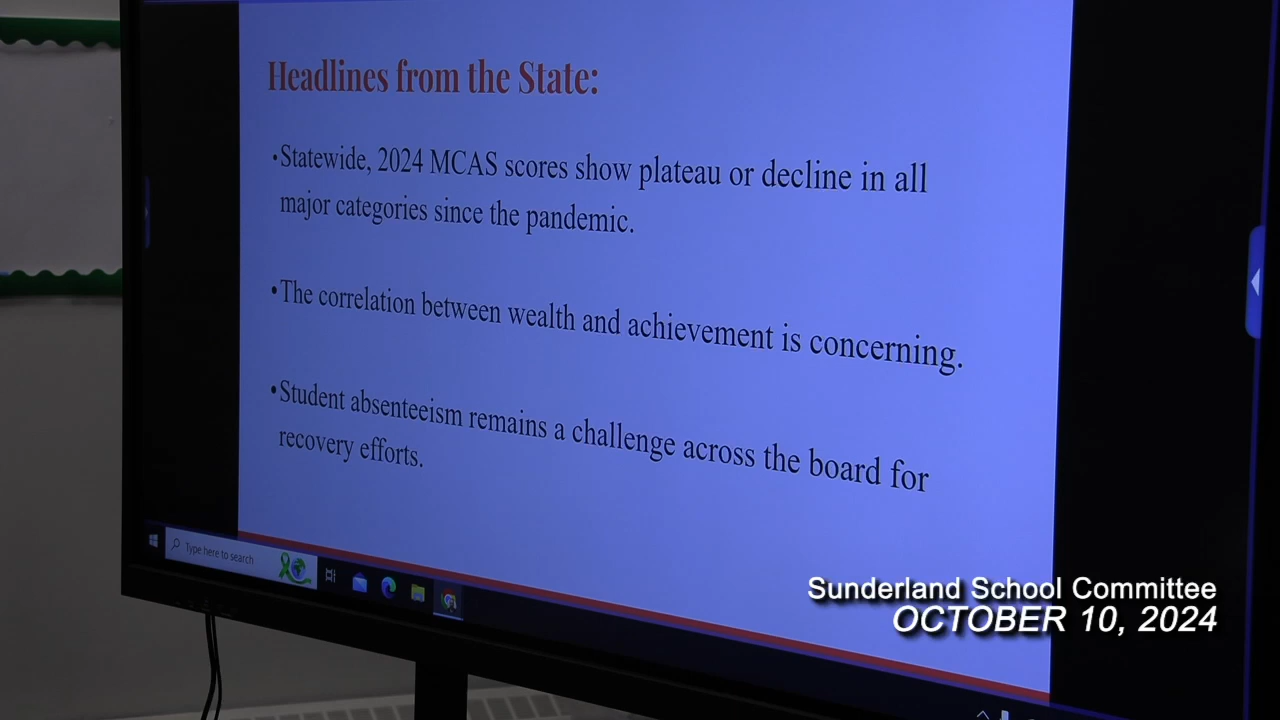 Headlines from the State:
•Statewide, 2024 MCAS scores show plateau or decline in all
major categories since the pandemic.
•The correlation between wealth and achievement is concerning.
•Student absenteeism remains a challenge across the board for
recovery efforts.
Type here to search
Sunderland School Committee
OCTOBER 10, 2024